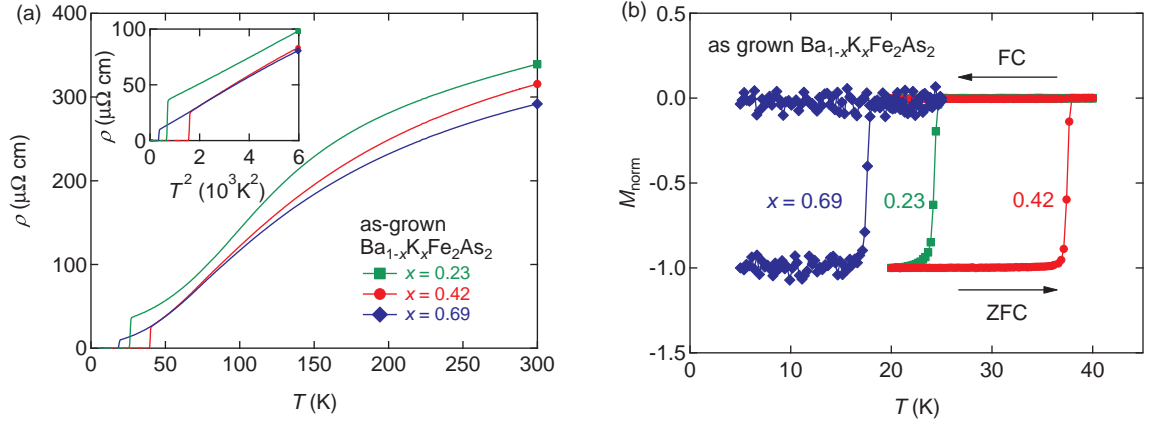 (a)
ρ (μΩ cm)
400
300
200
100
0
0
50
100
150
200
250
300
T (K)
ρ (μΩ cm)
100
50
0
0
2
4
6
T² (10³K²)
as-grown
Ba₁₋ₓKₓFe₂As₂
x = 0.23
x = 0.42
x = 0.69
(b)
as grown Ba₁₋ₓKₓFe₂As₂
FC
M_norm
0.5
0.0
-0.5
-1.0
-1.5
x = 0.69
0.23
0.42
ZFC
0
10
20
30
40
T (K)